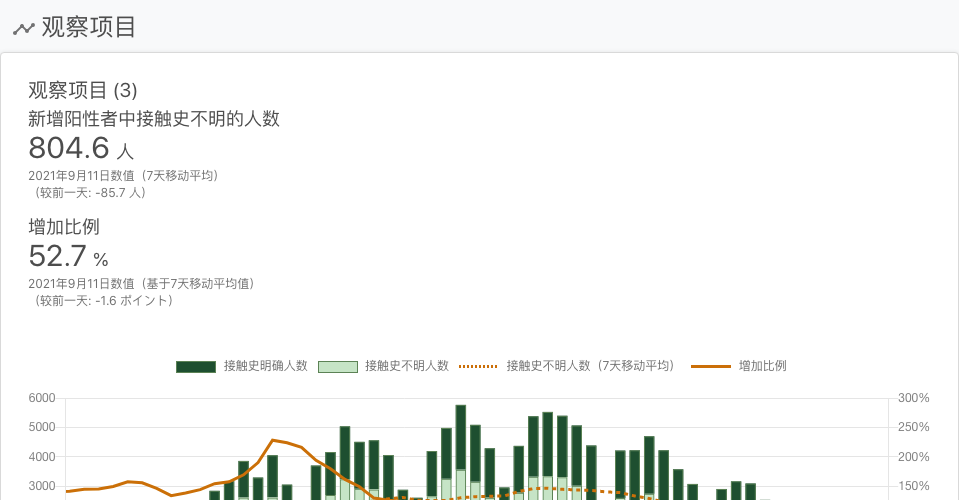 观察项目
观察项目 (3)
新增阳性者中接触史不明的人数
804.6 人
2021年9月11日数值（7天移动平均）
（较前一天: -85.7 人）
增加比例
52.7 %
2021年9月11日数值（基于7天移动平均值）
（较前一天: -1.6 ポイント）
接触史明确人数 接触史不明人数 接触史不明人数（7天移动平均） 增加比例
6000 300%
5000 250%
4000 200%
3000 150%